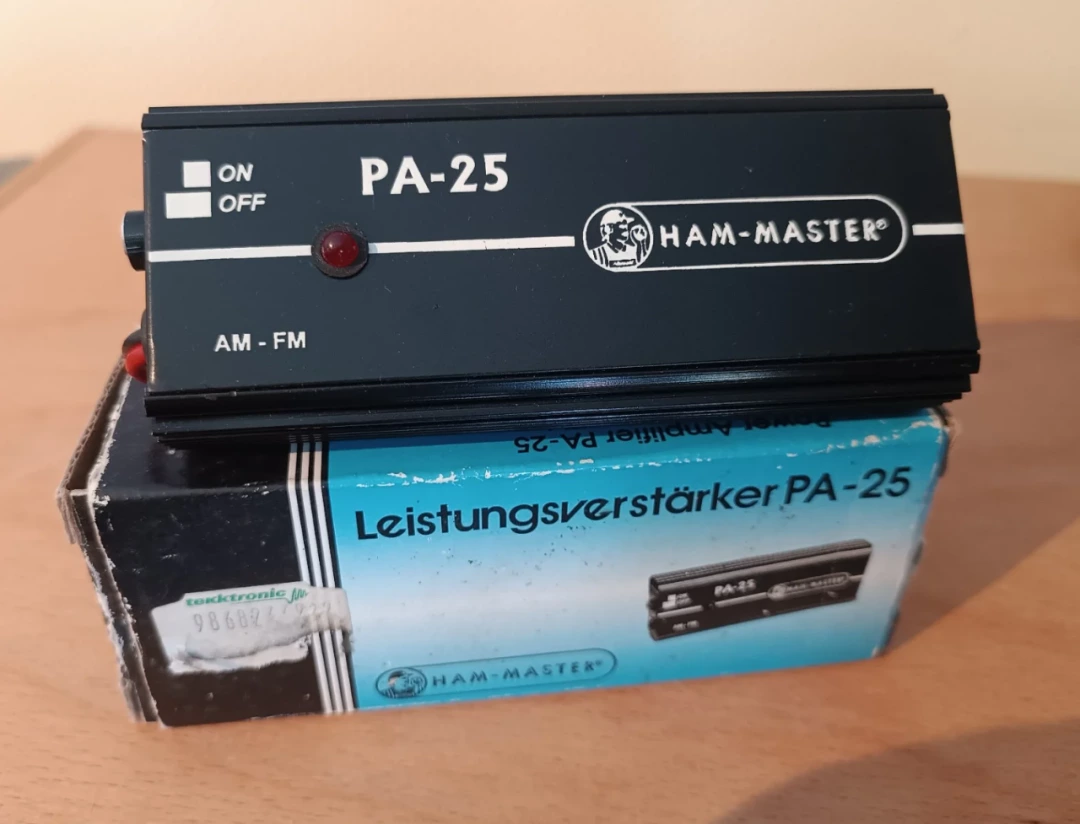 ON
OFF
PA-25
HAM-MASTER®
AM - FM
Power Amplifier PA-25
Leistungsverstärker PA-25
PA-25
HAM-MASTER
tekktronic
HAM-MASTER®